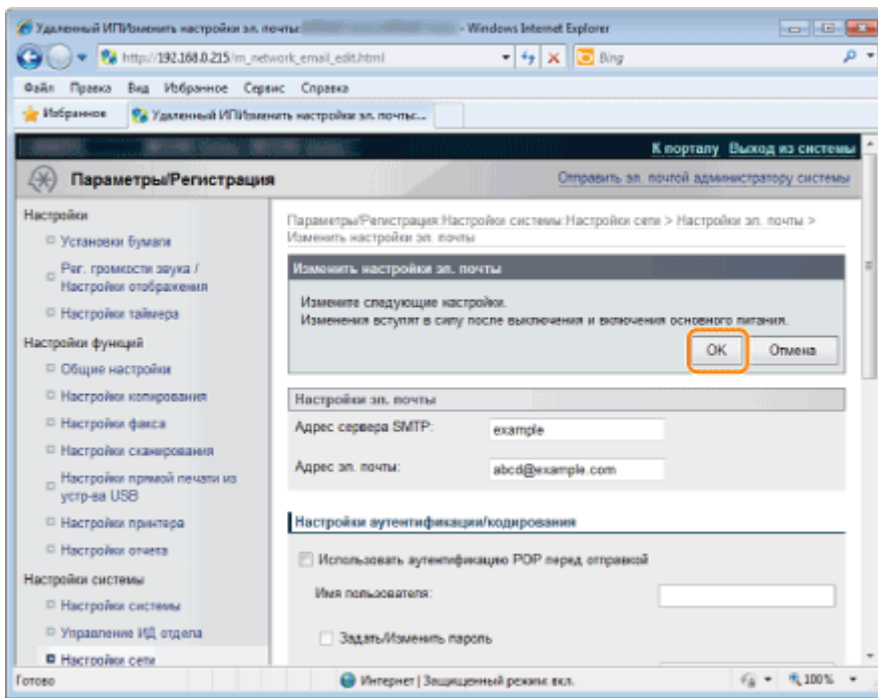 Удаленный ИП:Изменить настройки эл. почты: - Windows Internet Explorer
http://192.168.0.215/m_network_email_edit.html
Bing
Файл Правка Вид Избранное Сервис Справка
Избранное Удаленный ИП:Изменить настройки эл. почты:...
К порталу Выход из системы
Параметры/Регистрация Отправить эл. почтой администратору системы
Настройки
Установки бумаги
Рег. громкости звука /
Настройки отображения
Настройки таймера
Настройки функций
Общие настройки
Настройки копирования
Настройки факса
Настройки сканирования
Настройки прямой печати из
устр-ва USB
Настройки принтера
Настройки отчета
Настройки системы
Настройки системы
Управление ИД отдела
Настройки сети
Параметры/Регистрация:Настройки системы:Настройки сети > Настройки эл. почты >
Изменить настройки эл. почты
Изменить настройки эл. почты
Измените следующие настройки.
Изменения вступят в силу после выключения и включения основного питания.
OK Отмена
Настройки эл. почты
Адрес сервера SMTP: example
Адрес эл. почты: abcd@example.com
Настройки аутентификации/кодирования
Использовать аутентификацию POP перед отправкой
Имя пользователя:
Задать/Изменить пароль
Готово Интернет | Защищенный режим: вкл. 100%